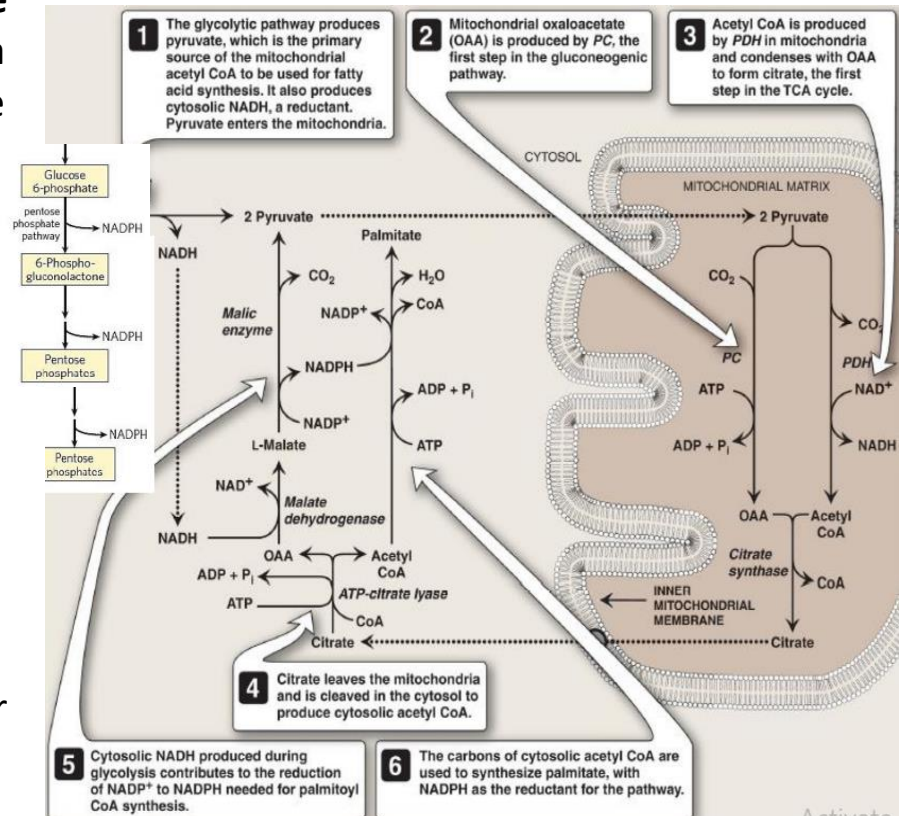 e
n
e
1
The glycolytic pathway produces
pyruvate, which is the primary
source of the mitochondrial
acetyl CoA to be used for fatty
acid synthesis. It also produces
cytosolic NADH, a reductant.
Pyruvate enters the mitochondria.
2
Mitochondrial oxaloacetate
(OAA) is produced by PC, the
first step in the gluconeogenic
pathway.
3
Acetyl CoA is produced
by PDH in mitochondria
and condenses with OAA
to form citrate, the first
step in the TCA cycle.
Glucose
6-phosphate
pentose
phosphate
pathway
NADPH
6-Phospho-
gluconolactone
NADPH
Pentose
phosphates
NADPH
Pentose
phosphates
CYTOSOL
MITOCHONDRIAL MATRIX
NADH
2 Pyruvate
2 Pyruvate
Palmitate
CO2
H2O
CoA
NADP+
Malic
enzyme
NADPH
NADP+
L-Malate
ADP + Pi
ATP
NAD+
Malate
dehydrogenase
NADH
OAA
Acetyl
CoA
ADP + Pi
ATP-citrate lyase
ATP
CoA
Citrate
CO2
CO2
PC
PDH
ATP
NAD+
ADP + Pi
NADH
OAA
Acetyl
CoA
Citrate
synthase
CoA
INNER
MITOCHONDRIAL
MEMBRANE
Citrate
4
Citrate leaves the mitochondria
and is cleaved in the cytosol to
produce cytosolic acetyl CoA.
r
5
Cytosolic NADH produced during
glycolysis contributes to the reduction
of NADP+ to NADPH needed for palmitoyl
CoA synthesis.
6
The carbons of cytosolic acetyl CoA are
used to synthesize palmitate, with
NADPH as the reductant for the pathway.